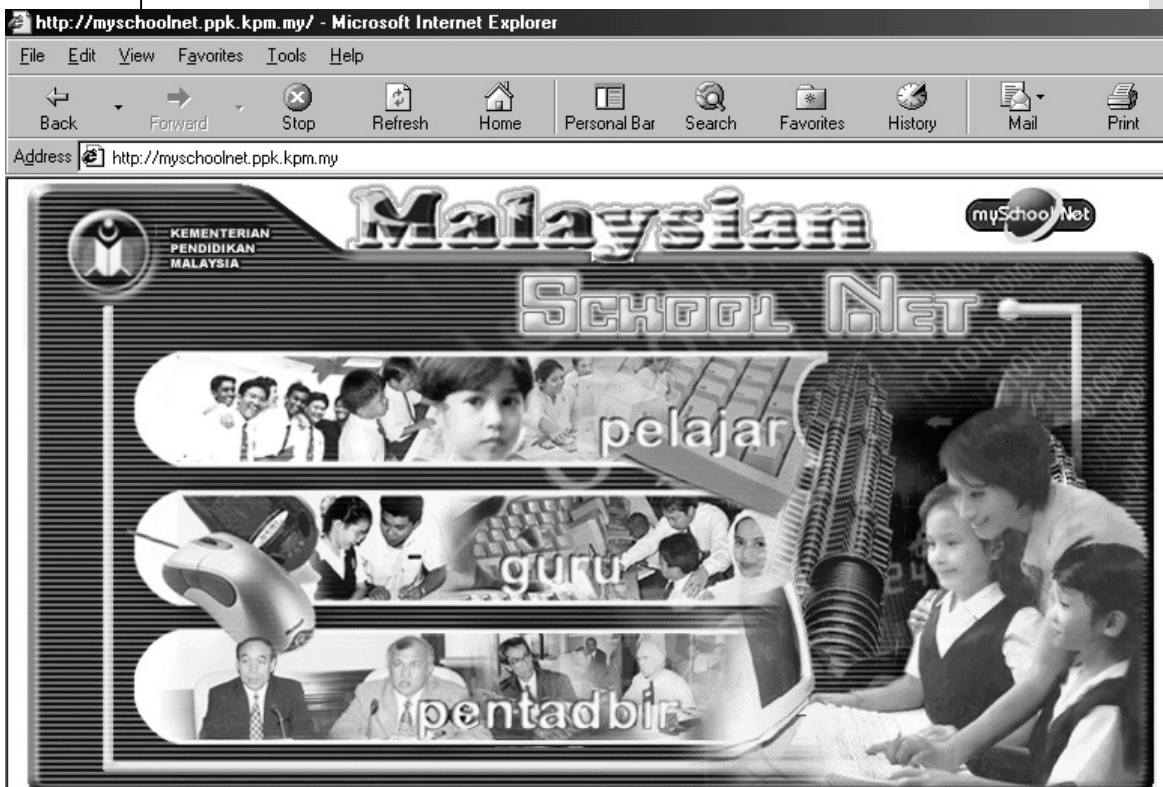 http://myschoolnet.ppk.kpm.my/ - Microsoft Internet Explorer
File Edit View Favorites Tools Help
Back Forward Stop Refresh Home Personal Bar Search Favorites History Mail Print
Address http://myschoolnet.ppk.kpm.my
Malaysian
mySchoolNet
KEMENTERIAN
PENDIDIKAN
MALAYSIA
SCHOOL NET
pelajar
guru
pentadbir